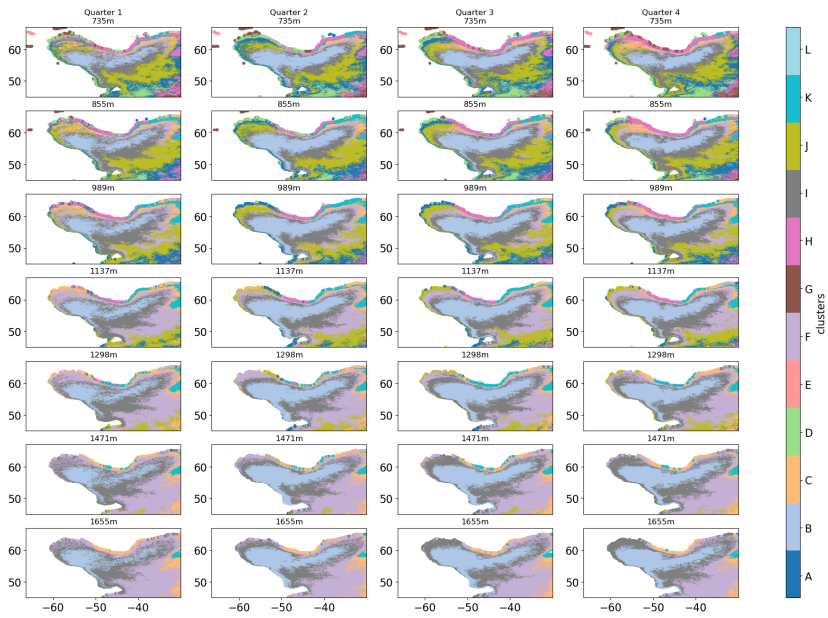 Quarter 1 Quarter 2 Quarter 3 Quarter 4
735m 735m 735m 735m
60
50
855m 855m 855m 855m
60
50
989m 989m 989m 989m
60
50
1137m 1137m 1137m 1137m
60
50
1298m 1298m 1298m 1298m
60
50
1471m 1471m 1471m 1471m
60
50
1655m 1655m 1655m 1655m
60
50
−60 −50 −40 −60 −50 −40 −60 −50 −40 −60 −50 −40
L
K
J
I
H
G
F
E
D
C
B
A
clusters